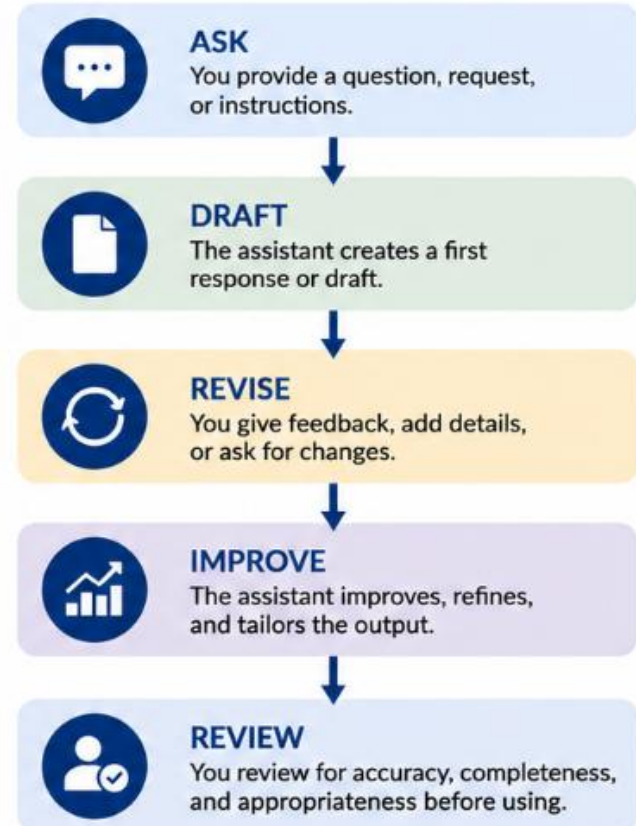 ASK
You provide a question, request,
or instructions.
DRAFT
The assistant creates a first
response or draft.
REVISE
You give feedback, add details,
or ask for changes.
IMPROVE
The assistant improves, refines,
and tailors the output.
REVIEW
You review for accuracy, completeness,
and appropriateness before using.